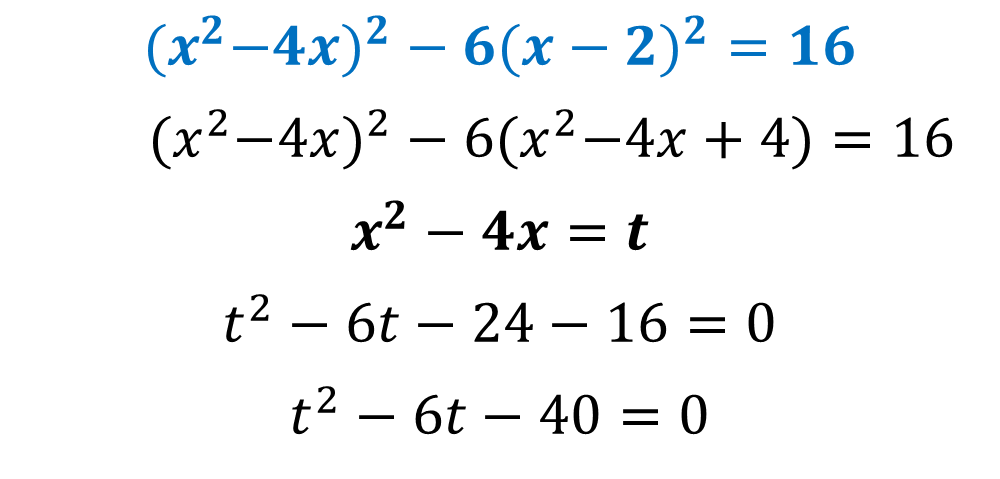 (x²−4x)² − 6(x − 2)² = 16
(x²−4x)² − 6(x²−4x + 4) = 16
x² − 4x = t
t² − 6t − 24 − 16 = 0
t² − 6t − 40 = 0